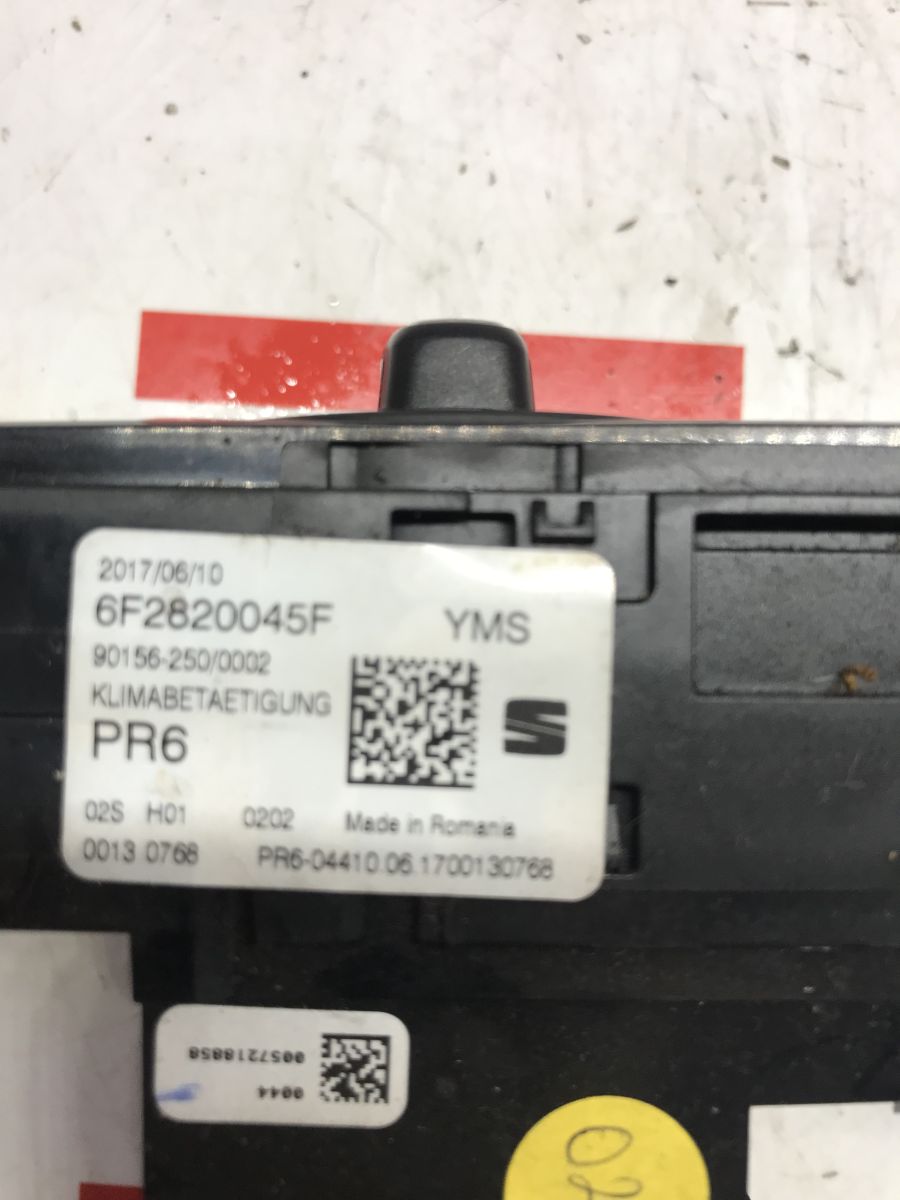 2017/06/10
6F2820045F YMS
90156-250/0002
KLIMABETAETIGUNG
PR6
02S H01 0202 Made in Romania
0013 0768 PR6-04410.06.1700130768
0044
0057218858
02